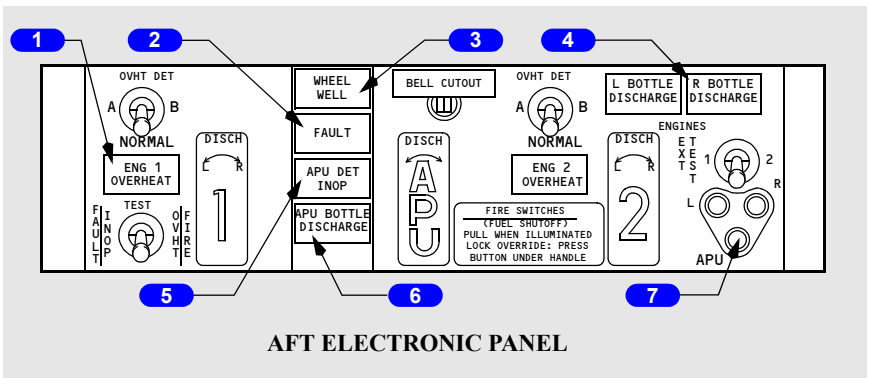 1
2
3
4
OVHT DET
A
B
NORMAL
ENG 1
OVERHEAT
TEST
FAULT
INOP
OVHT
FIRE
DISCH
L R
1
WHEEL
WELL
FAULT
APU DET
INOP
APU BOTTLE
DISCHARGE
BELL CUTOUT
DISCH
APU
OVHT DET
A
B
NORMAL
ENG 2
OVERHEAT
FIRE SWITCHES
(FUEL SHUTOFF)
PULL WHEN ILLUMINATED
LOCK OVERRIDE: PRESS
BUTTON UNDER HANDLE
L BOTTLE
DISCHARGE
R BOTTLE
DISCHARGE
DISCH
L R
2
ENGINES
EXT
TEST
1
2
L
R
APU
5
6
7
AFT ELECTRONIC PANEL